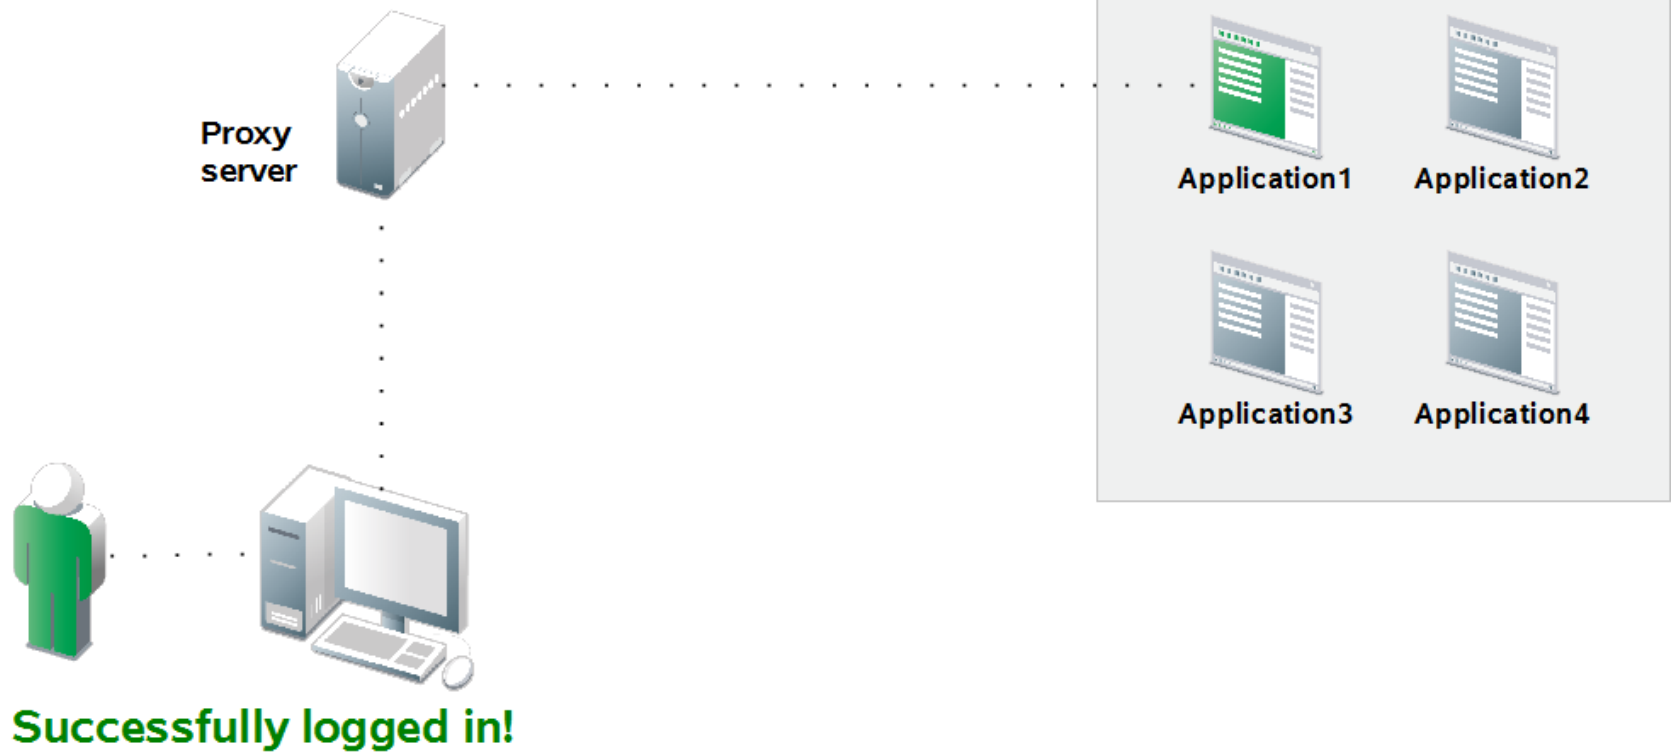 Proxy
server
Application1
Application2
Application3
Application4
Successfully logged in!